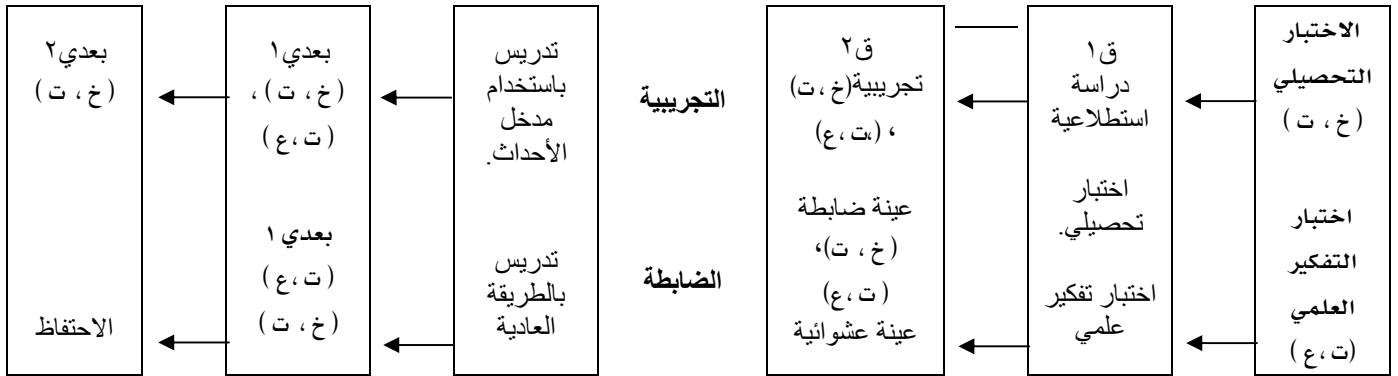 الاختبار
التحصيلي
( خ ، ت )
اختبار
التفكير
العلمي
(ت ،ع )
ق١
دراسة
استطلاعية
اختبار
تحصيلي.
اختبار تفكير
علمي
ق٢
تجريبية(خ ، ت)
، (،ت ،ع)
عينة ضابطة
( خ ، ت)،
( ت ،ع)
عينة عشوائية
التجريبية
الضابطة
تدريس
باستخدام
مدخل
الأحداث.
تدريس
بالطريقة
العادية
بعدي١
( خ ، ت ) ،
( ت ،ع )
بعدي ١
( ت ،ع )
( خ ، ت )
بعدي٢
( خ ، ت )
الاحتفاظ